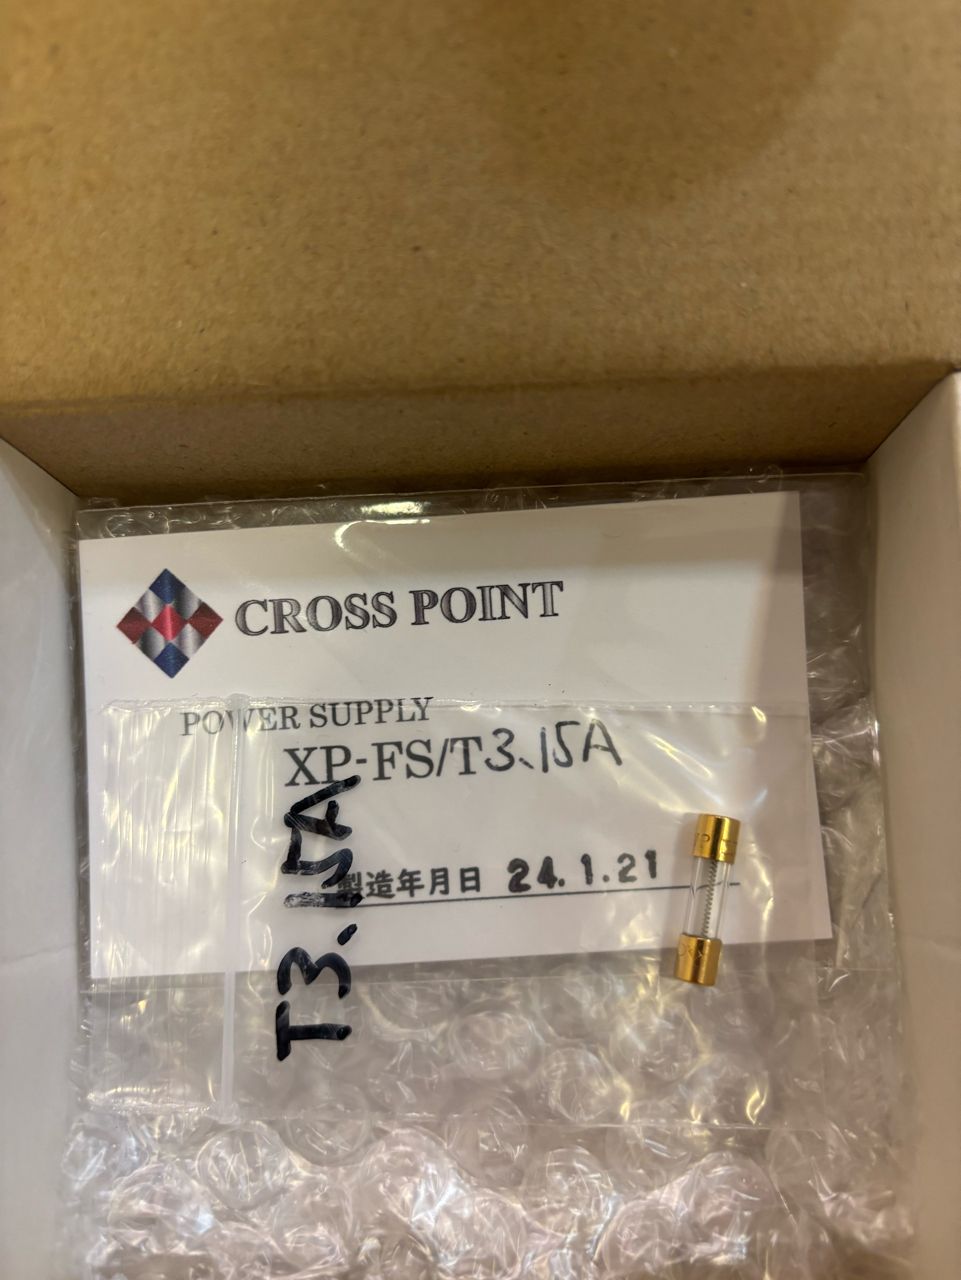 CROSS POINT
POWER SUPPLY
XP-FS/T3.15A
製造年月日 24.1.21
T3.15A